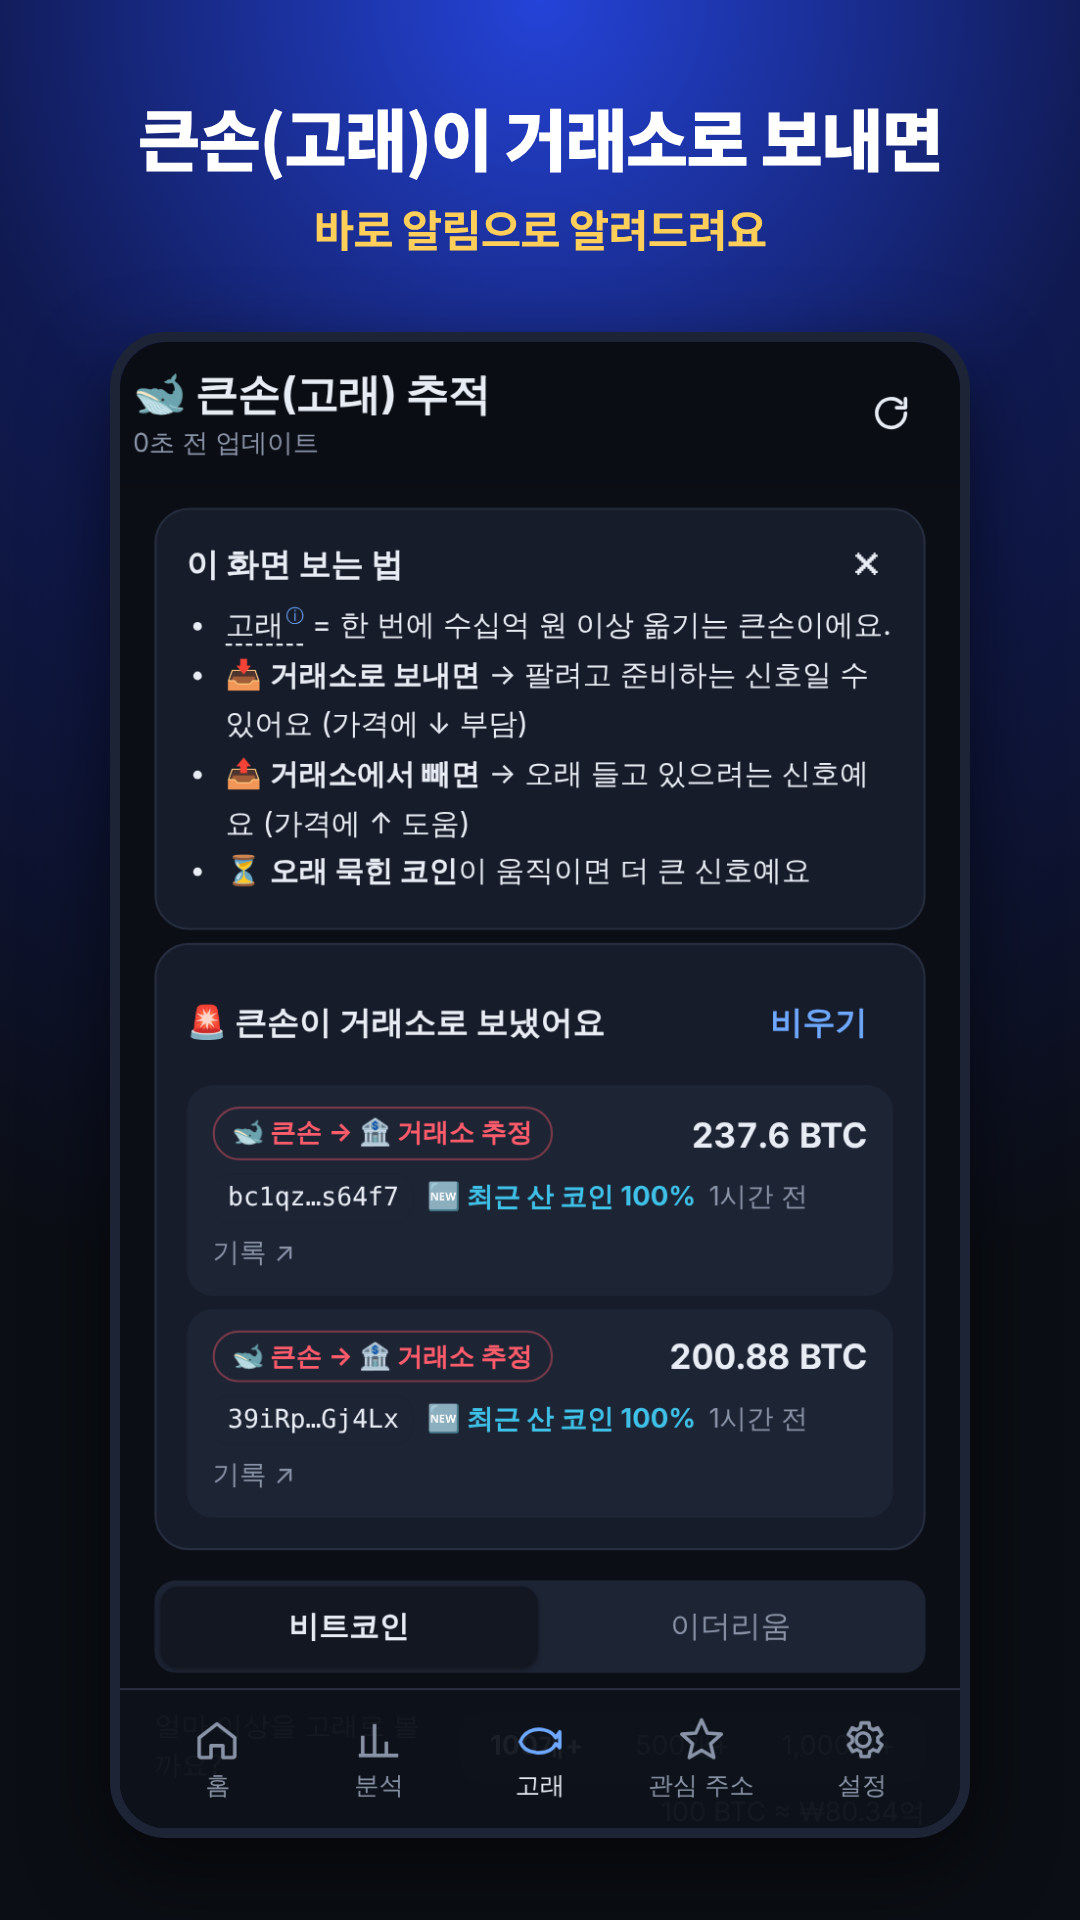 큰손(고래)이 거래소로 보내면
바로 알림으로 알려드려요
🐋 큰손(고래) 추적
0초 전 업데이트
이 화면 보는 법
✕
• 고래ⓘ = 한 번에 수십억 원 이상 옮기는 큰손이에요.
• 📥 거래소로 보내면 → 팔려고 준비하는 신호일 수
있어요 (가격에 ↓ 부담)
• 📤 거래소에서 빼면 → 오래 들고 있으려는 신호예
요 (가격에 ↑ 도움)
• ⏳ 오래 묵힌 코인이 움직이면 더 큰 신호예요
🚨 큰손이 거래소로 보냈어요
비우기
🐋 큰손 → 🏦 거래소 추정
237.6 BTC
bc1qz…s64f7 🆕 최근 산 코인 100% 1시간 전
기록 ↗
🐋 큰손 → 🏦 거래소 추정
200.88 BTC
39iRp…Gj4Lx 🆕 최근 산 코인 100% 1시간 전
기록 ↗
비트코인
이더리움
홈
분석
고래
관심 주소
설정
100 BTC ≈ ₩80.34억